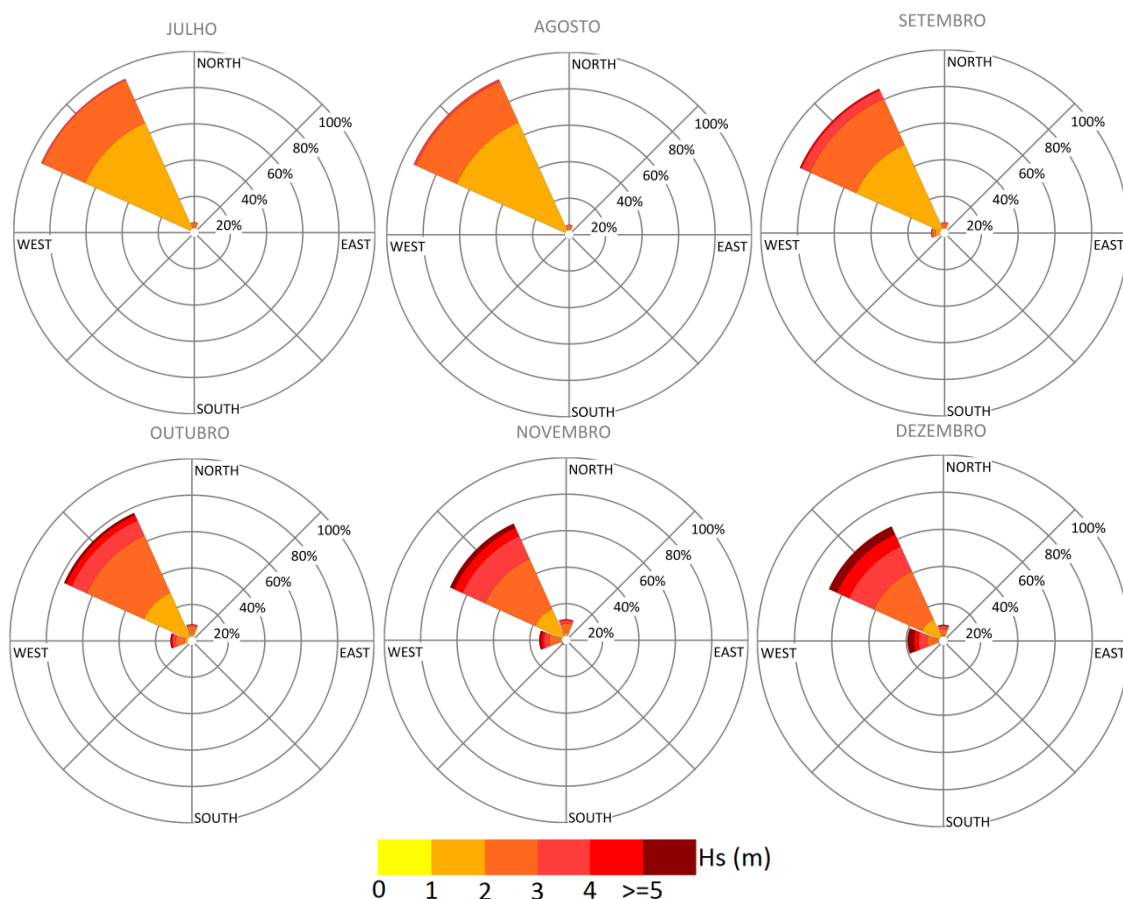 JULHO
NORTH
100%
80%
60%
40%
20%
WEST
EAST
SOUTH
AGOSTO
NORTH
100%
80%
60%
40%
20%
WEST
EAST
SOUTH
SETEMBRO
NORTH
100%
80%
60%
40%
20%
WEST
EAST
SOUTH
OUTUBRO
NORTH
100%
80%
60%
40%
20%
WEST
EAST
SOUTH
NOVEMBRO
NORTH
100%
80%
60%
40%
20%
WEST
EAST
SOUTH
DEZEMBRO
NORTH
100%
80%
60%
40%
20%
WEST
EAST
SOUTH
Hs (m)
0 1 2 3 4 >=5